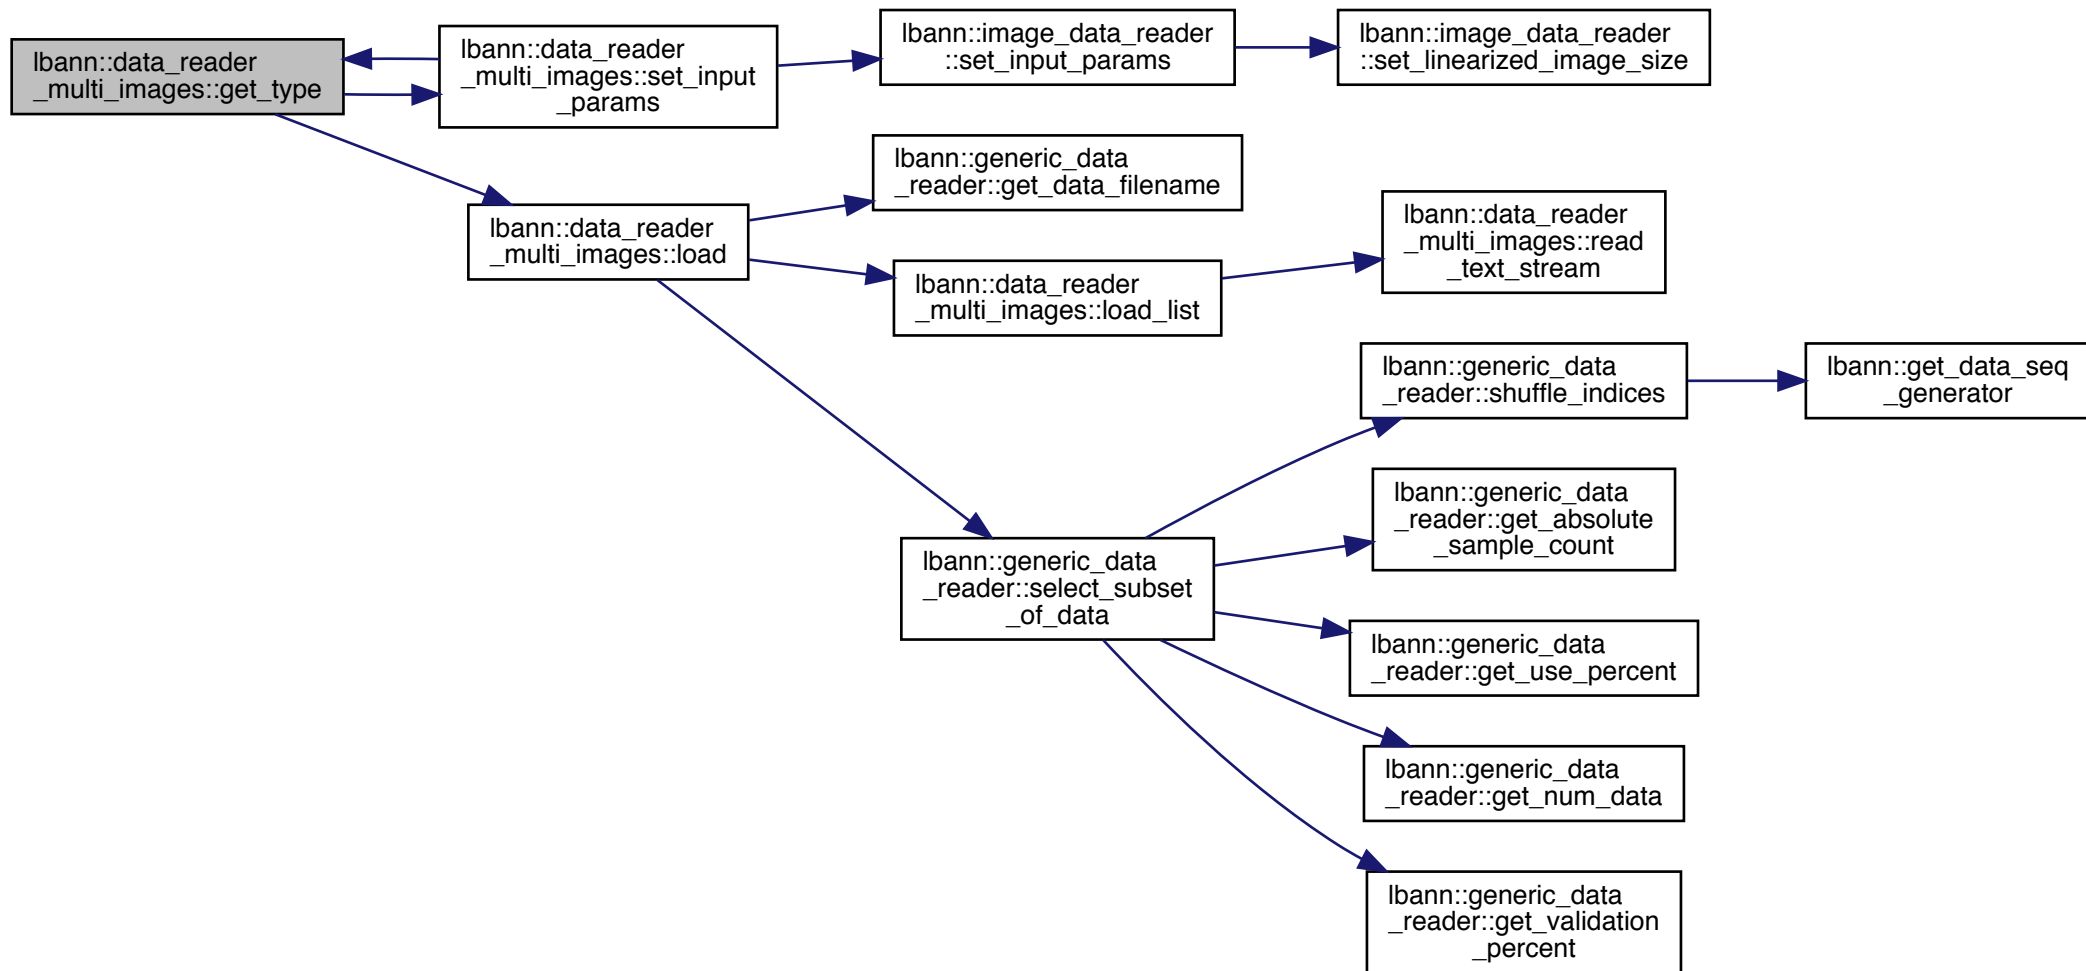 lbann::data_reader
_multi_images::get_type
lbann::data_reader
_multi_images::set_input
_params
lbann::image_data_reader
::set_input_params
lbann::image_data_reader
::set_linearized_image_size
lbann::data_reader
_multi_images::load
lbann::generic_data
_reader::get_data_filename
lbann::data_reader
_multi_images::load_list
lbann::data_reader
_multi_images::read
_text_stream
lbann::generic_data
_reader::select_subset
_of_data
lbann::generic_data
_reader::shuffle_indices
lbann::get_data_seq
_generator
lbann::generic_data
_reader::get_absolute
_sample_count
lbann::generic_data
_reader::get_use_percent
lbann::generic_data
_reader::get_num_data
lbann::generic_data
_reader::get_validation
_percent